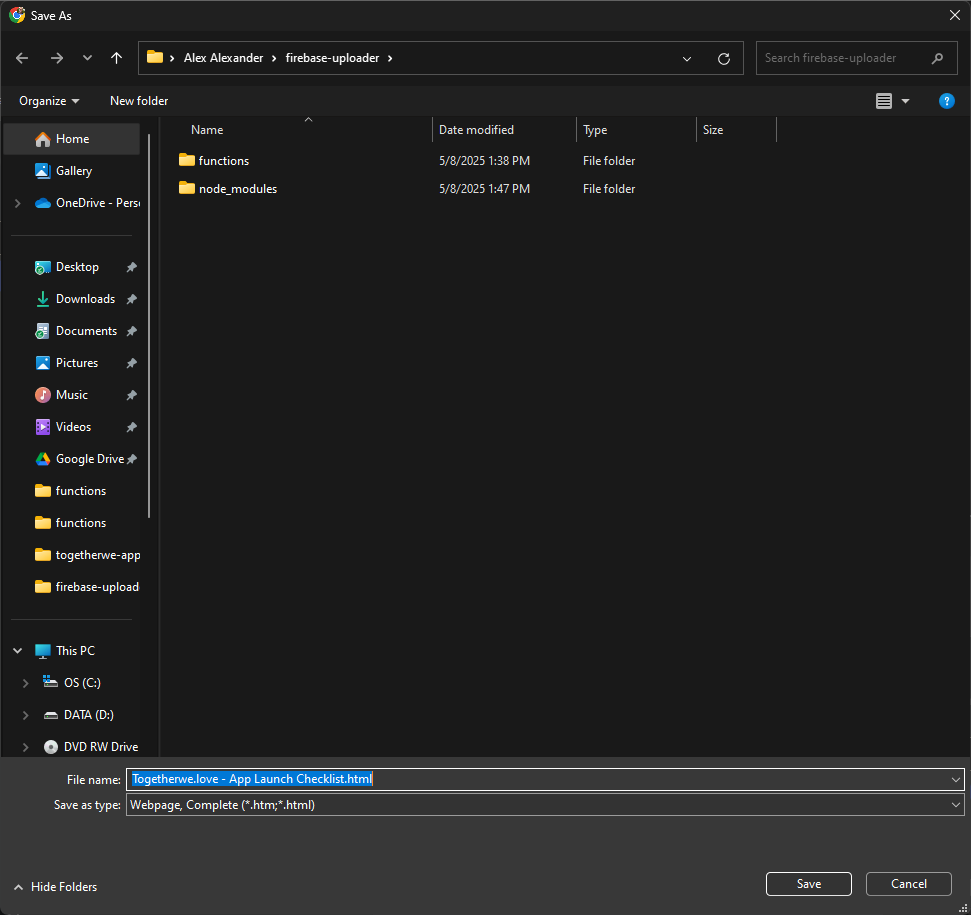 Save As
Alex Alexander
firebase-uploader
Search firebase-uploader
Organize
New folder
?
Name
Date modified
Type
Size
functions
5/8/2025 1:38 PM
File folder
node_modules
5/8/2025 1:47 PM
File folder
Home
Gallery
OneDrive - Pers
Desktop
Downloads
Documents
Pictures
Music
Videos
Google Drive
functions
functions
togetherwe-app
firebase-upload
This PC
OS (C:)
DATA (D:)
DVD RW Drive
File name: Togetherwe.love - App Launch Checklist.html
Save as type: Webpage, Complete (*.htm;*.html)
Hide Folders
Save
Cancel